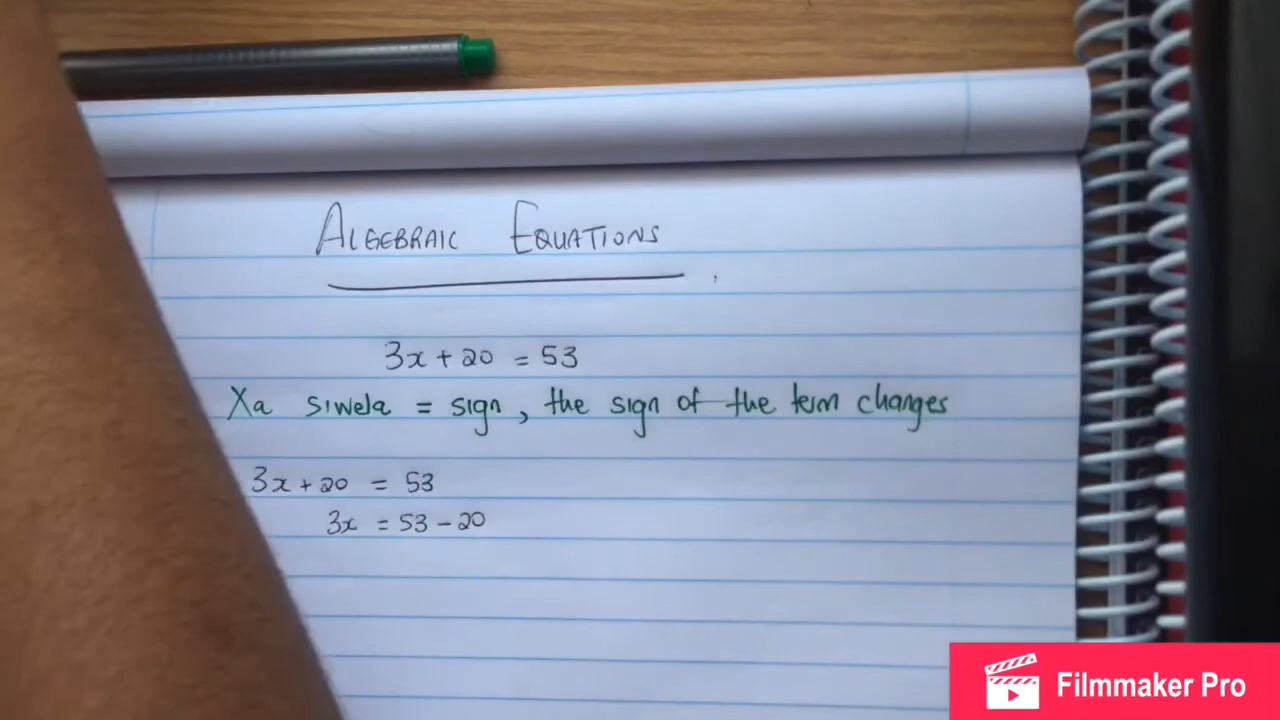 ALGEBRAIC EQUATIONS
3x + 20 = 53
Xa siwela = sign, the sign of the term changes
3x + 20 = 53
3x = 53 - 20
Filmmaker Pro